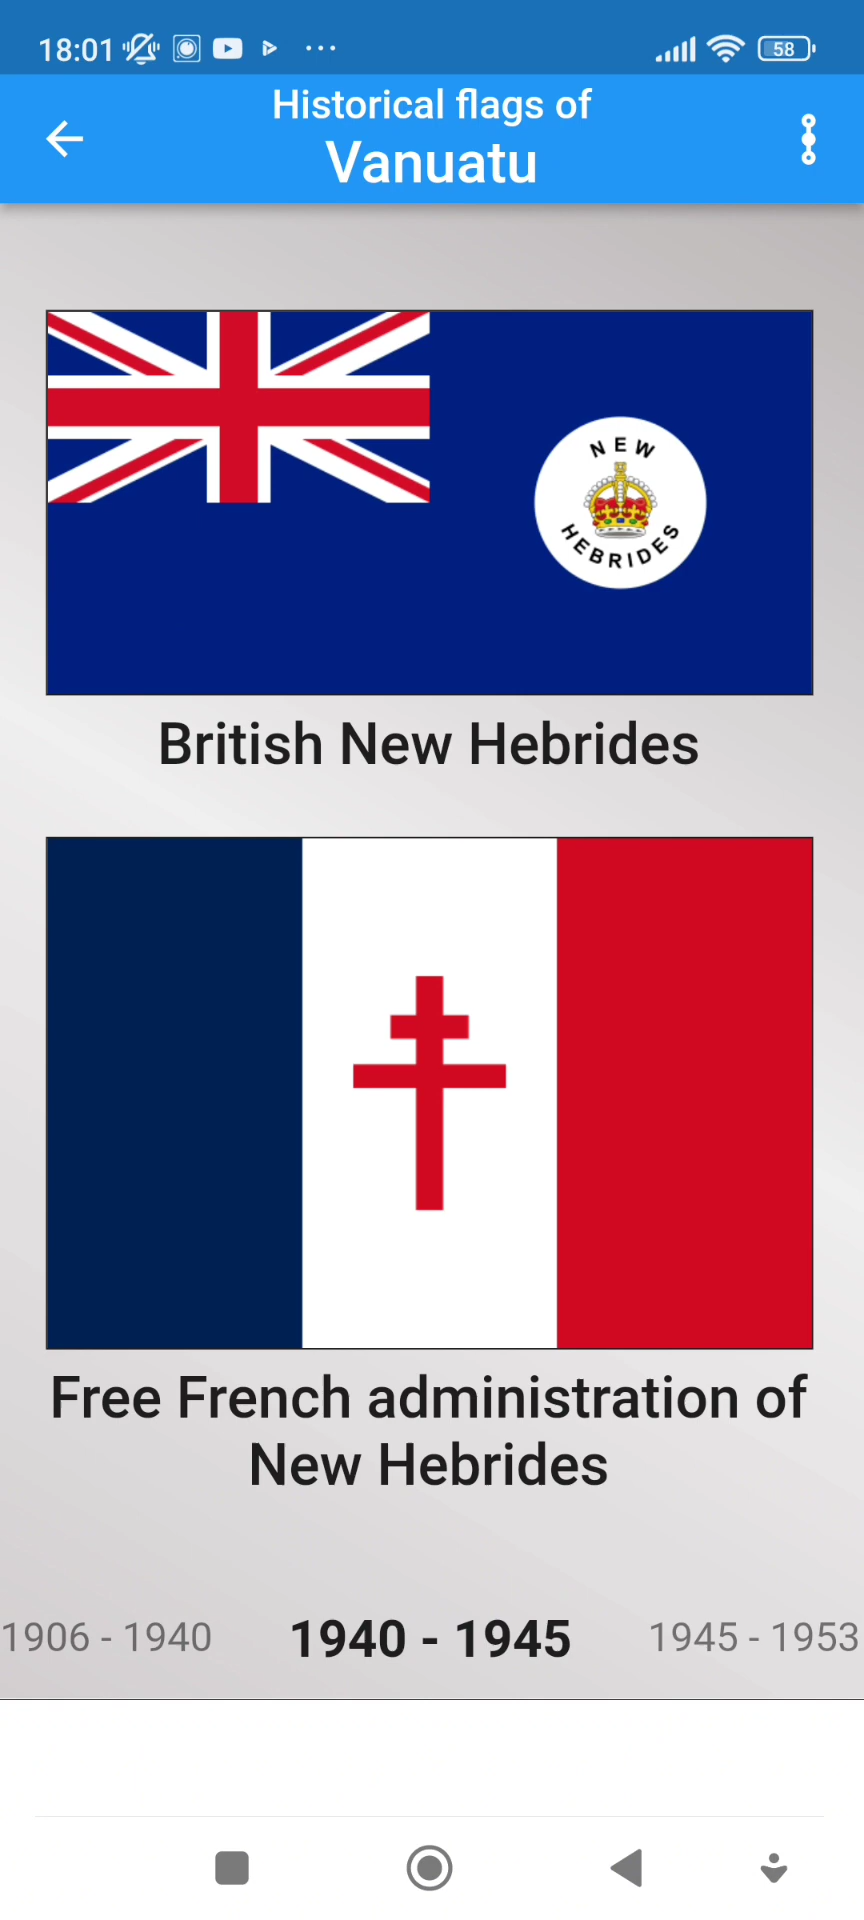 18:01
58
Historical flags of
Vanuatu
NEW
HEBRIDES
British New Hebrides
Free French administration of
New Hebrides
1906 - 1940
1940 - 1945
1945 - 1953